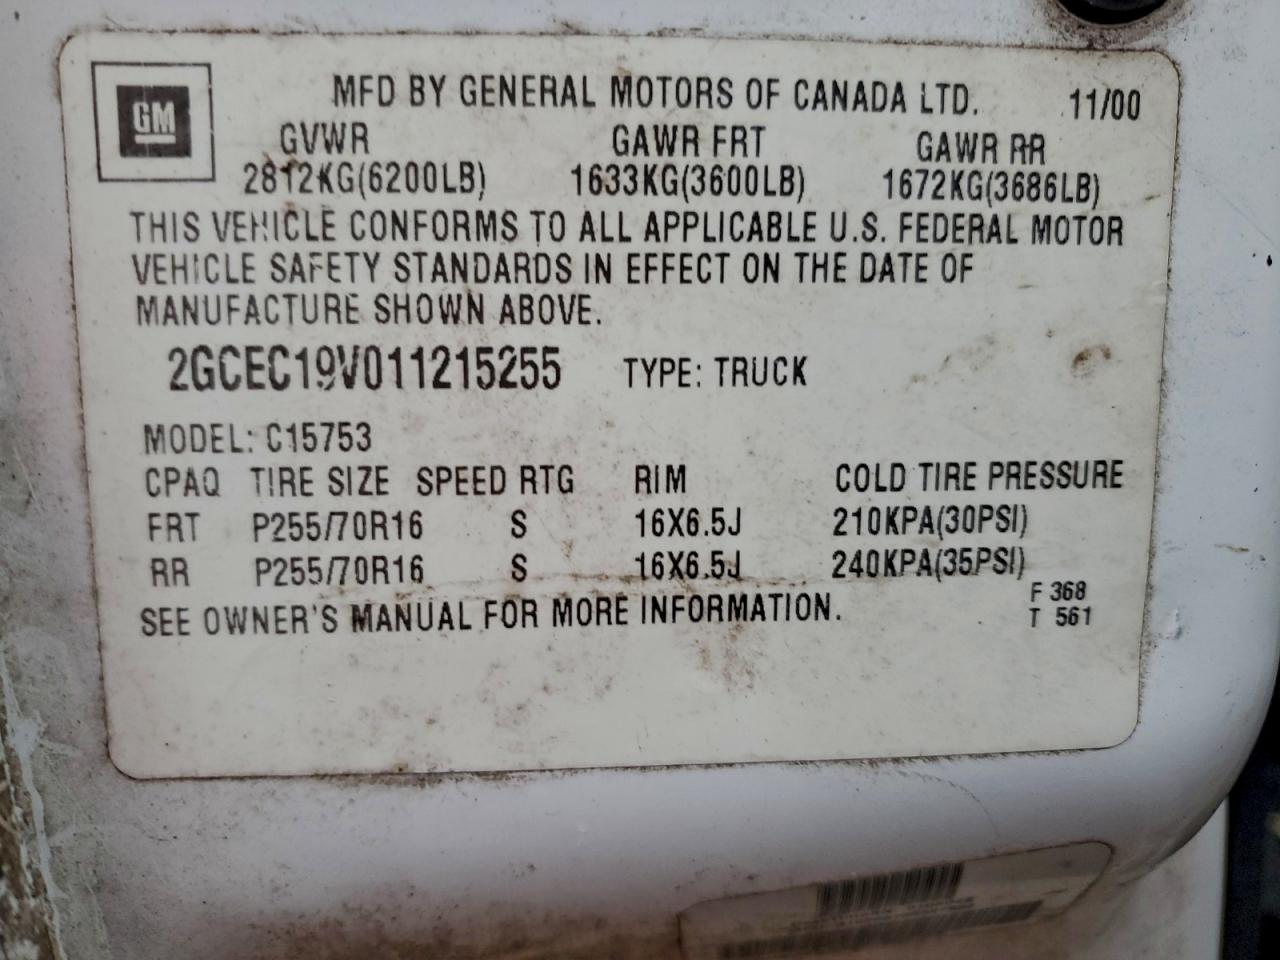 GM
MFD BY GENERAL MOTORS OF CANADA LTD. 11/00
GVWR GAWR FRT GAWR RR
2812KG(6200LB) 1633KG(3600LB) 1672KG(3686LB)
THIS VEHICLE CONFORMS TO ALL APPLICABLE U.S. FEDERAL MOTOR
VEHICLE SAFETY STANDARDS IN EFFECT ON THE DATE OF
MANUFACTURE SHOWN ABOVE.
2GCEC19V011215255 TYPE: TRUCK
MODEL: C15753
CPAQ TIRE SIZE SPEED RTG RIM COLD TIRE PRESSURE
FRT P255/70R16 S 16X6.5J 210KPA(30PSI)
RR P255/70R16 S 16X6.5J 240KPA(35PSI)
F 368
SEE OWNER'S MANUAL FOR MORE INFORMATION. T 561